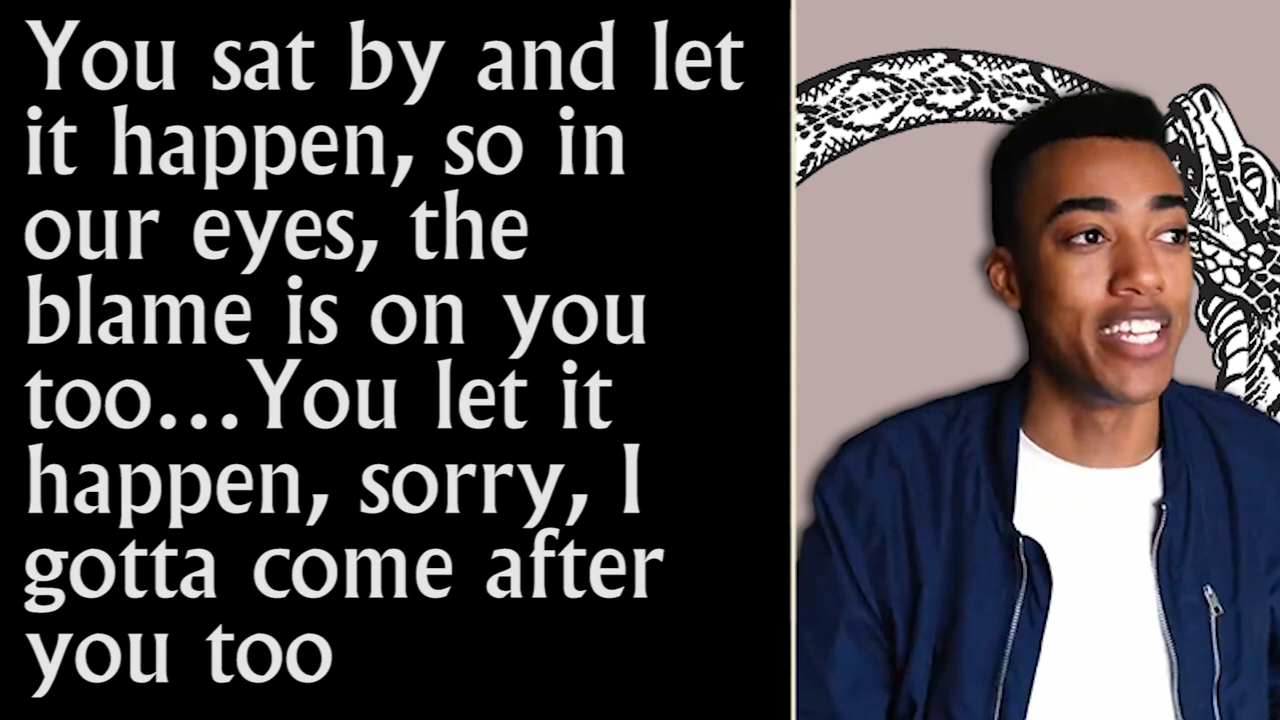 You sat by and let
it happen, so in
our eyes, the
blame is on you
too...You let it
happen, sorry, I
gotta come after
you too